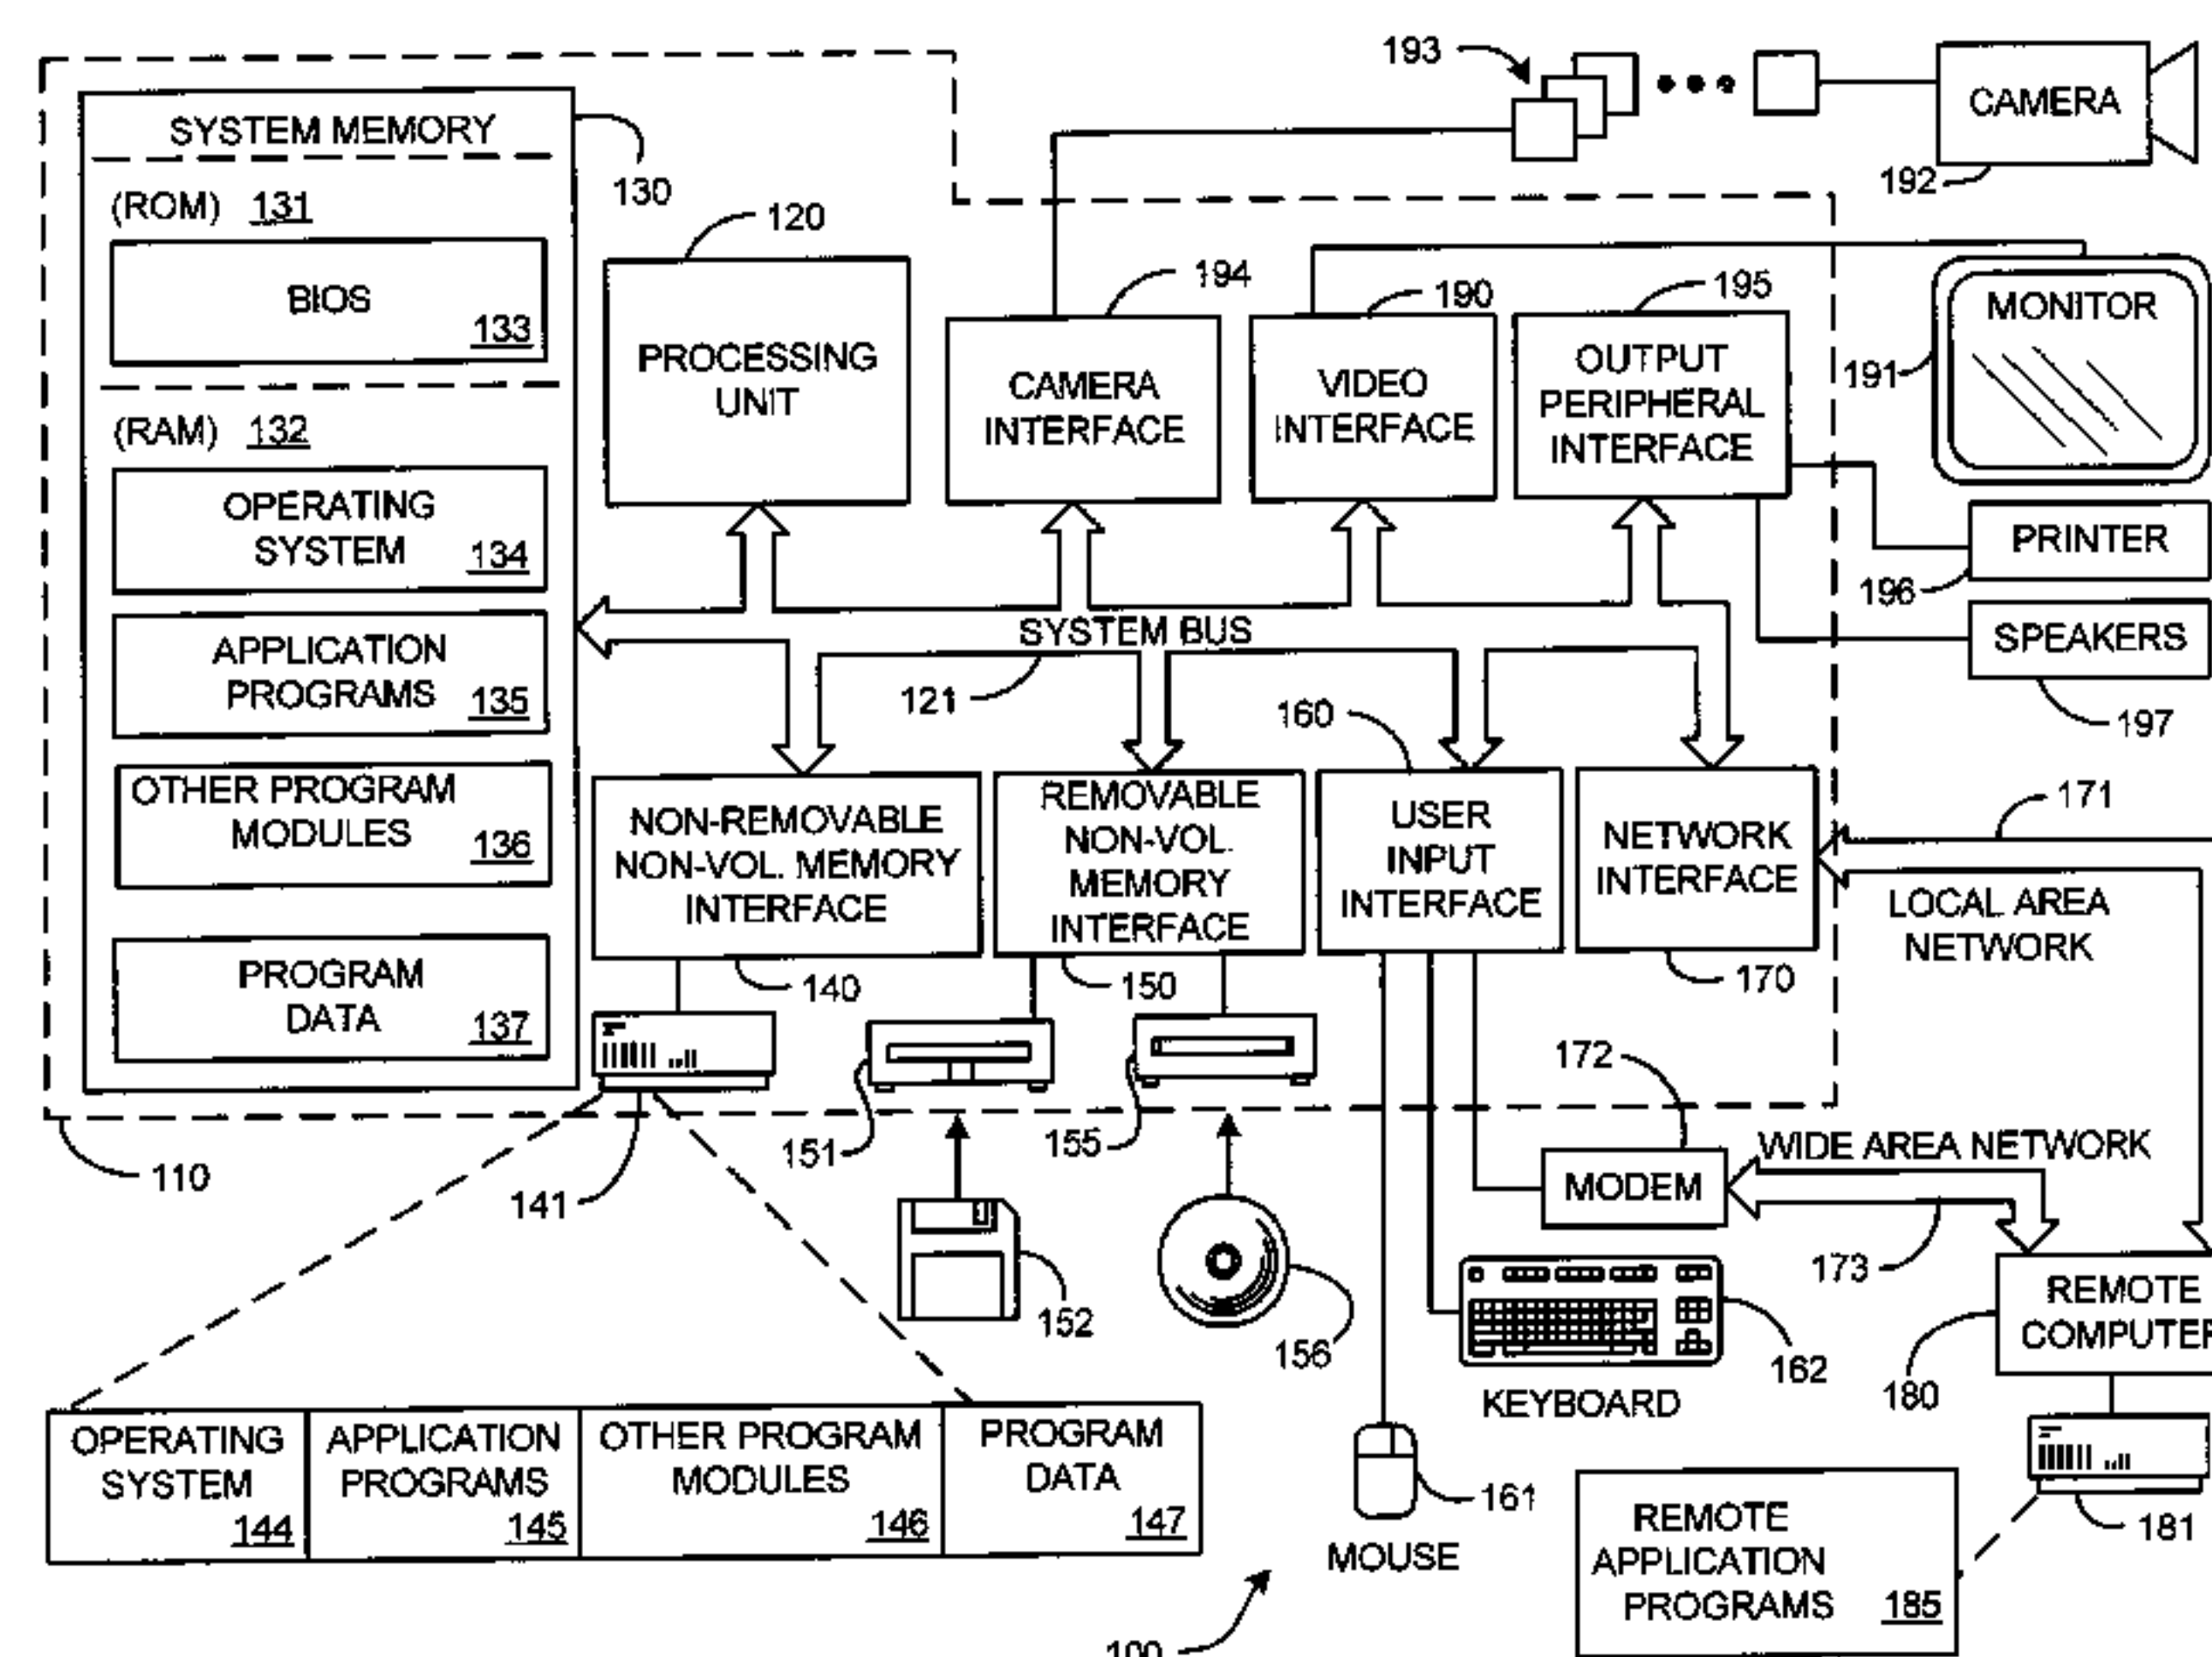 193
CAMERA
192
SYSTEM MEMORY
130
(ROM) 131
BIOS
133
(RAM) 132
OPERATING
SYSTEM
134
APPLICATION
PROGRAMS
135
OTHER PROGRAM
MODULES
136
PROGRAM
DATA
137
120
PROCESSING
UNIT
194
CAMERA
INTERFACE
190
VIDEO
INTERFACE
195
OUTPUT
PERIPHERAL
INTERFACE
MONITOR
191
PRINTER
196
SPEAKERS
197
SYSTEM BUS
121
NON-REMOVABLE
NON-VOL. MEMORY
INTERFACE
140
REMOVABLE
NON-VOL.
MEMORY
INTERFACE
150
160
USER
INPUT
INTERFACE
NETWORK
INTERFACE
170
171
LOCAL AREA
NETWORK
110
141
151
152
155
156
172
MODEM
WIDE AREA NETWORK
173
REMOTE
COMPUTER
180
181
KEYBOARD
162
161
MOUSE
OPERATING
SYSTEM
144
APPLICATION
PROGRAMS
145
OTHER PROGRAM
MODULES
146
PROGRAM
DATA
147
REMOTE
APPLICATION
PROGRAMS
185
100